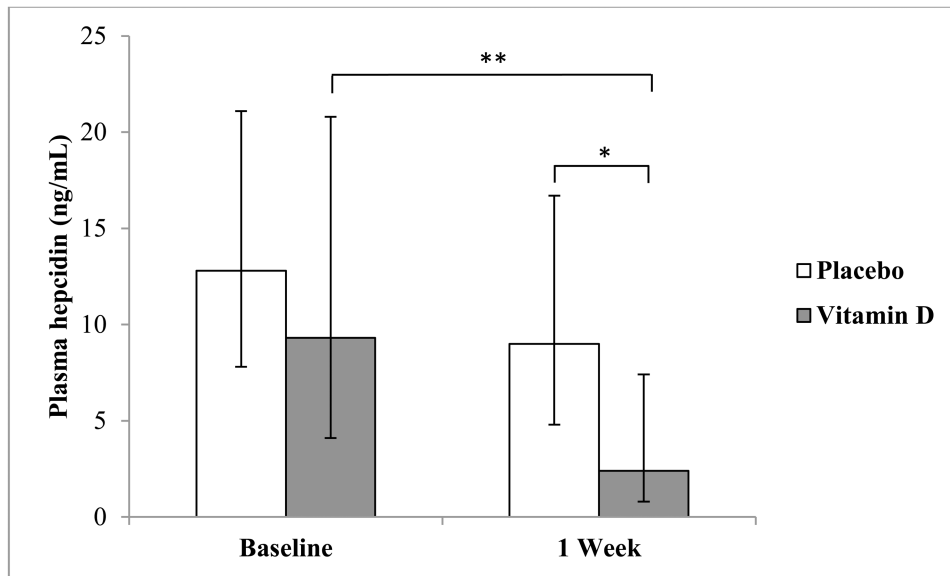 Plasma hepcidin (ng/mL)
25
20
15
10
5
0
**
*
Baseline
1 Week
Placebo
Vitamin D